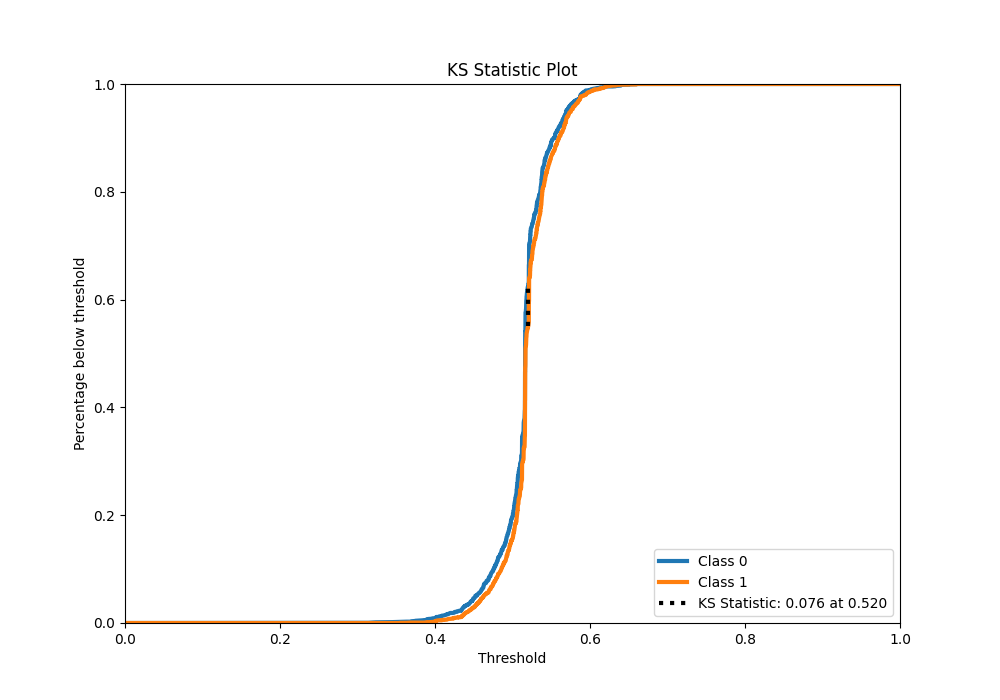 KS Statistic Plot
1.0
0.8
0.6
0.4
0.2
0.0
Percentage below threshold
0.0 0.2 0.4 0.6 0.8 1.0
Threshold
Class 0
Class 1
KS Statistic: 0.076 at 0.520